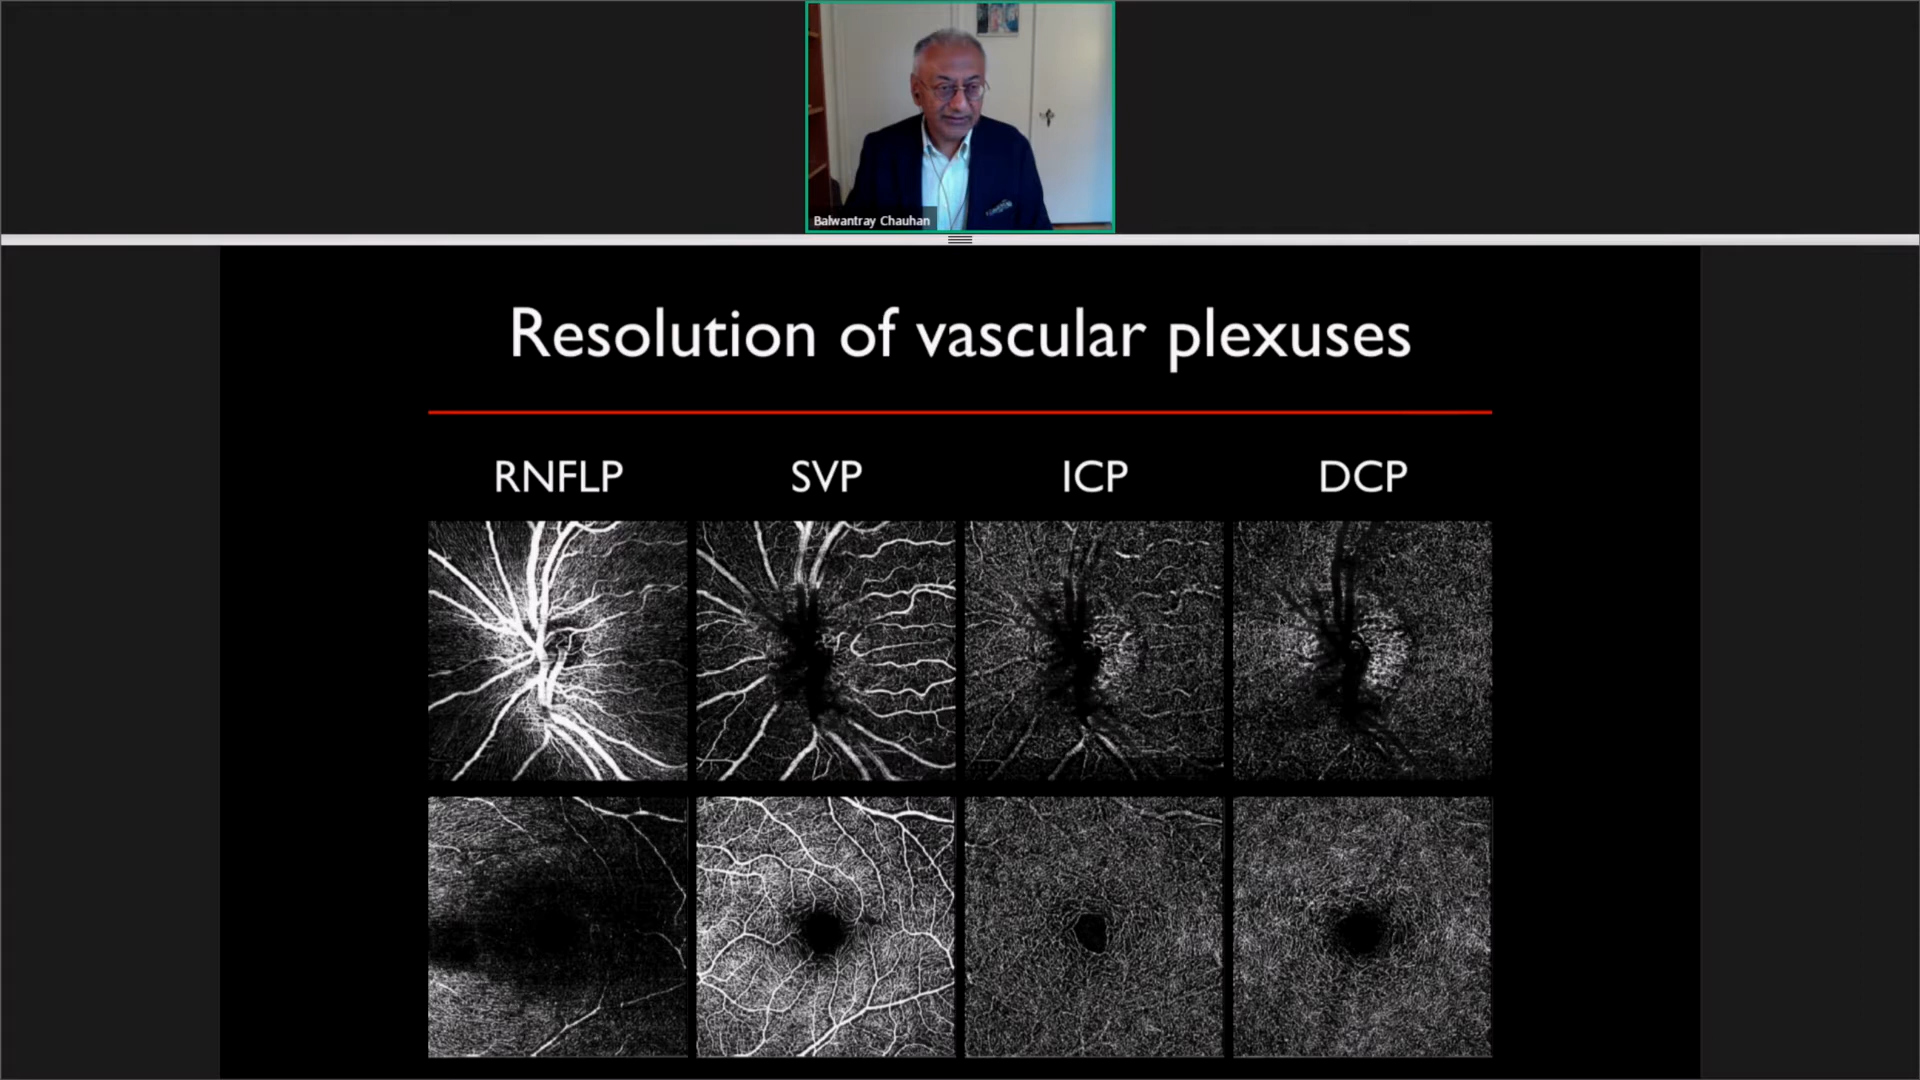 Balwantray Chauhan
Resolution of vascular plexuses
RNFLP SVP ICP DCP